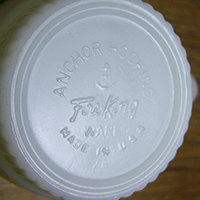 ANCHOR HOCKING
Fire King
WARE
MADE IN U.S.A.